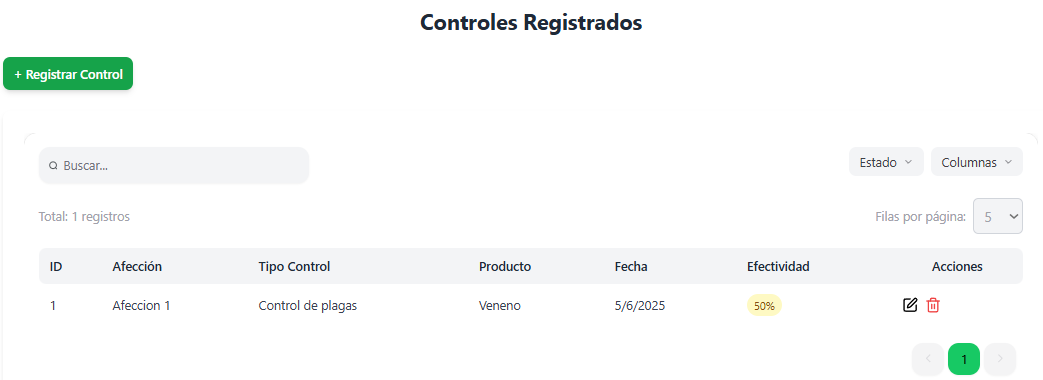 Controles Registrados
+ Registrar Control
Buscar...
Estado
Columnas
Total: 1 registros
Filas por página: 5
ID Afección Tipo Control Producto Fecha Efectividad Acciones
1 Afeccion 1 Control de plagas Veneno 5/6/2025 50%
1